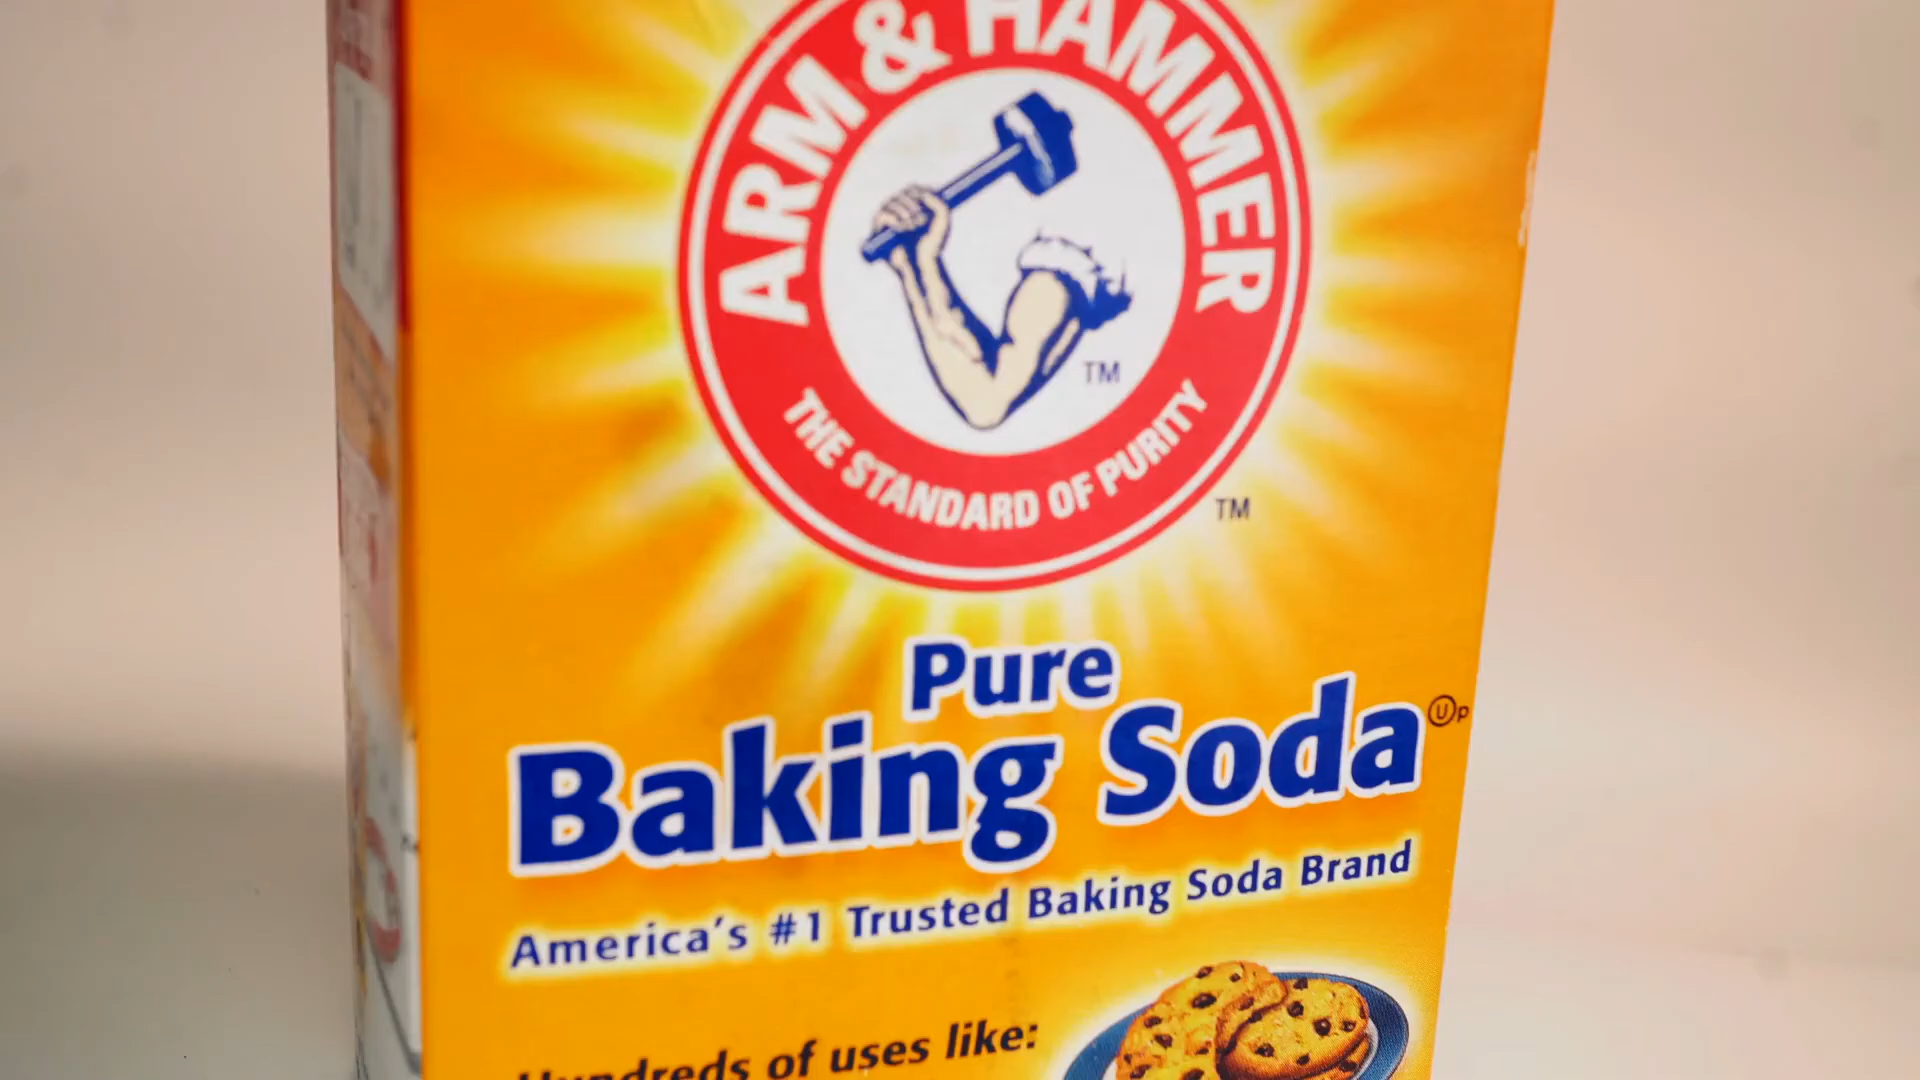 ARM & HAMMER
TM
THE STANDARD OF PURITY
TM
Pure
Baking Soda Ⓤp
America's #1 Trusted Baking Soda Brand
Hundreds of uses like: